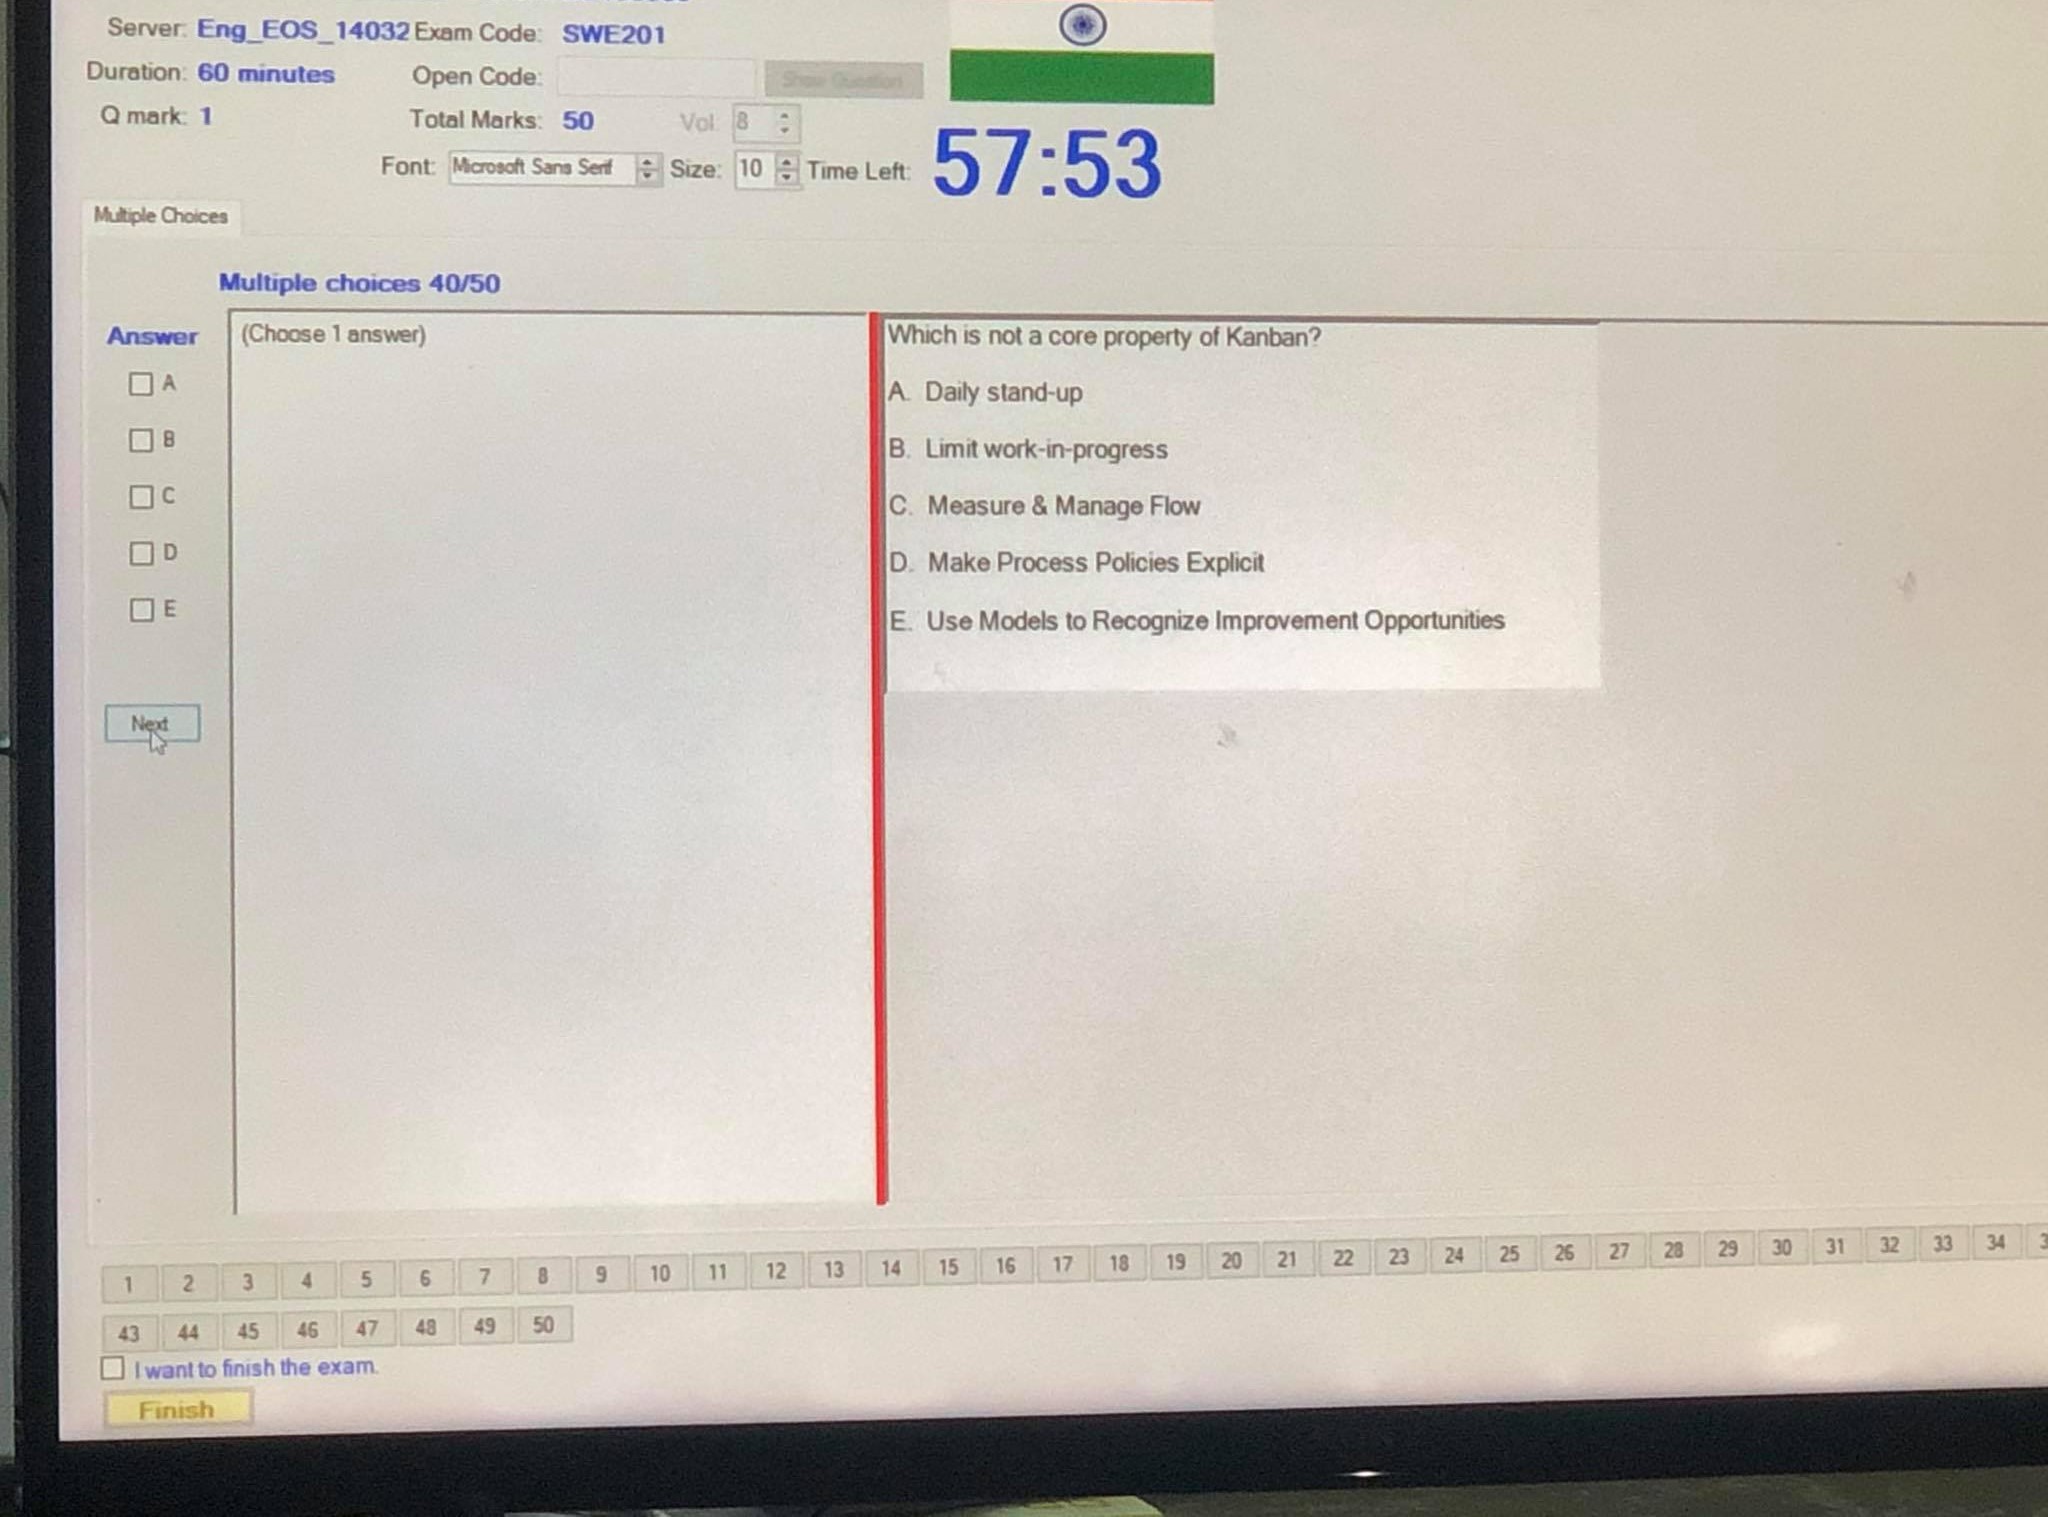 Server: Eng_EOS_14032 Exam Code: SWE201
Duration: 60 minutes Open Code: Show Question
Q mark: 1 Total Marks: 50 Vol. 8
Font: Microsoft Sans Serif Size: 10 Time Left: 57:53
Multiple Choices
Multiple choices 40/50
Answer
(Choose 1 answer)
A
B
C
D
E
Next
Which is not a core property of Kanban?
A. Daily stand-up
B. Limit work-in-progress
C. Measure & Manage Flow
D. Make Process Policies Explicit
E. Use Models to Recognize Improvement Opportunities
1 2 3 4 5 6 7 8 9 10 11 12 13 14 15 16 17 18 19 20 21 22 23 24 25 26 27 28 29 30 31 32 33 34
43 44 45 46 47 48 49 50
I want to finish the exam.
Finish